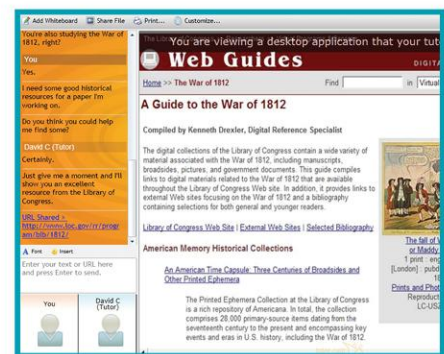 Add Whiteboard Share File Print... Customize...
You're also studying the War of
1812, right?
You
Yes.
I need some good historical
resources for a paper I'm
working on.
Do you think you could help
me find some?
David C (Tutor)
Certainly.
Just give me a moment and I'll
show you an excellent
resource from the Library of
Congress.
URL Shared >
http://www.loc.gov/rr/progr
am/bib/1812/
Font
Enter your text or URL here
and press Enter to send.
You
David C
(Tutor)
You are viewing a desktop application that your tut
Web Guides
DIGITA
Home >> The War of 1812
Find
in Virtual
A Guide to the War of 1812
Compiled by Kenneth Drexler, Digital Reference Specialist
The digital collections of the Library of Congress contain a wide variety of
material associated with the War of 1812, including manuscripts,
broadsides, pictures, and government documents. This guide compiles
links to digital materials related to the War of 1812 that are available
throughout the Library of Congress Web site. In addition, it provides links to
external Web sites focusing on the War of 1812 and a bibliography
containing selections for both general and younger readers.
Library of Congress Web Site | External Web Sites | Selected Bibliography
American Memory Historical Collections
An American Time Capsule: Three Centuries of Broadsides and
Other Printed Ephemera
The Printed Ephemera Collection at the Library of Congress
is a rich repository of Americana. In total, the collection
comprises 28,000 primary-source items dating from the
seventeenth century to the present and encompassing key
events and eras in U.S. history, including the War of 1812.
The fall of
or Maddy
1 print : eng
[London] : pubd
Prints and Phot
Reproduct
LC-USZ